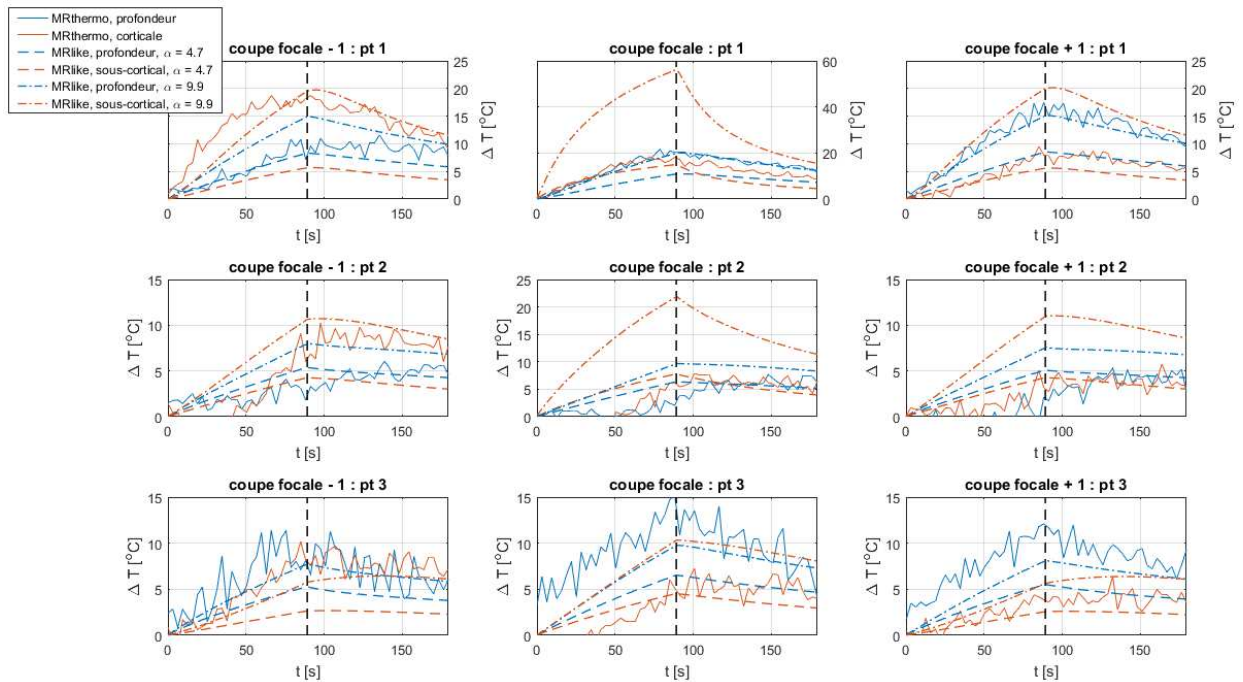 MRthermo, profondeur
MRthermo, corticale
MRlike, profondeur, α = 4.7
MRlike, sous-cortical, α = 4.7
MRlike, profondeur, α = 9.9
MRlike, sous-cortical, α = 9.9
coupe focale - 1 : pt 1
25
20
15
10
5
0
Δ T [°C]
0 50 100 150
t [s]
coupe focale : pt 1
60
40
20
0
Δ T [°C]
0 50 100 150
t [s]
coupe focale + 1 : pt 1
25
20
15
10
5
0
Δ T [°C]
0 50 100 150
t [s]
coupe focale - 1 : pt 2
15
10
5
0
Δ T [°C]
0 50 100 150
t [s]
coupe focale : pt 2
25
20
15
10
5
0
Δ T [°C]
0 50 100 150
t [s]
coupe focale + 1 : pt 2
15
10
5
0
Δ T [°C]
0 50 100 150
t [s]
coupe focale - 1 : pt 3
15
10
5
0
Δ T [°C]
0 50 100 150
t [s]
coupe focale : pt 3
15
10
5
0
Δ T [°C]
0 50 100 150
t [s]
coupe focale + 1 : pt 3
15
10
5
0
Δ T [°C]
0 50 100 150
t [s]